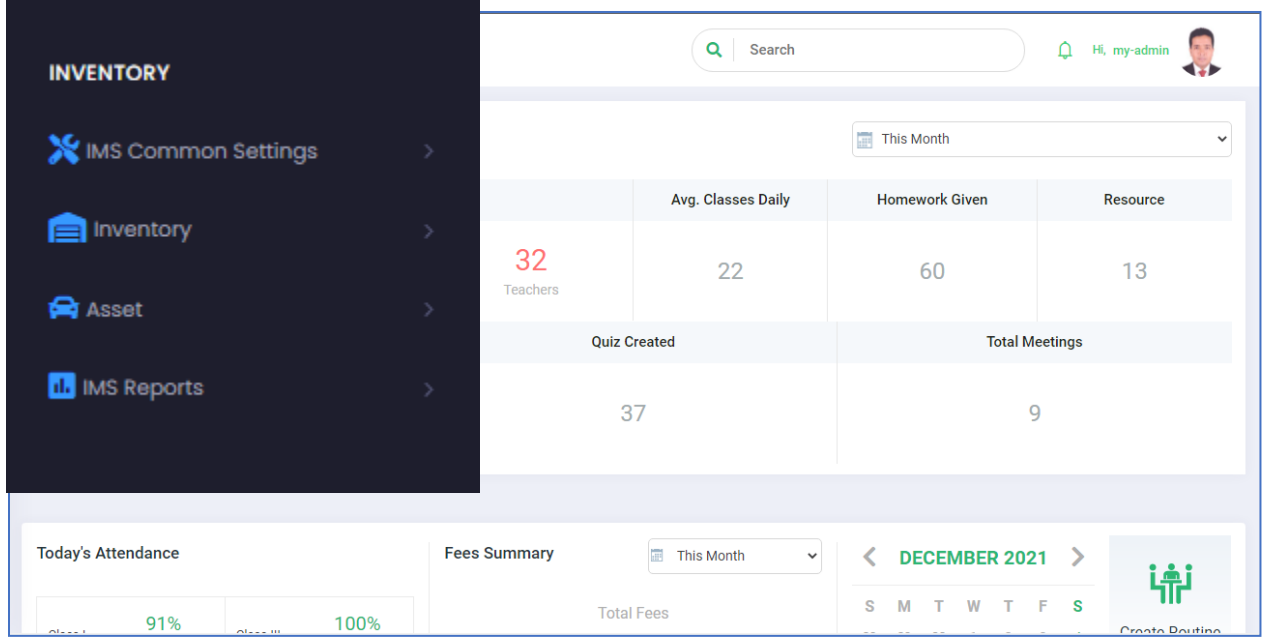 INVENTORY
IMS Common Settings
Inventory
Asset
IMS Reports
Search
Hi, my-admin
This Month
Avg. Classes Daily
Homework Given
Resource
32
Teachers
22
60
13
Quiz Created
Total Meetings
37
9
Today's Attendance
91%
100%
Fees Summary
This Month
Total Fees
DECEMBER 2021
S M T W T F S
Create Routine